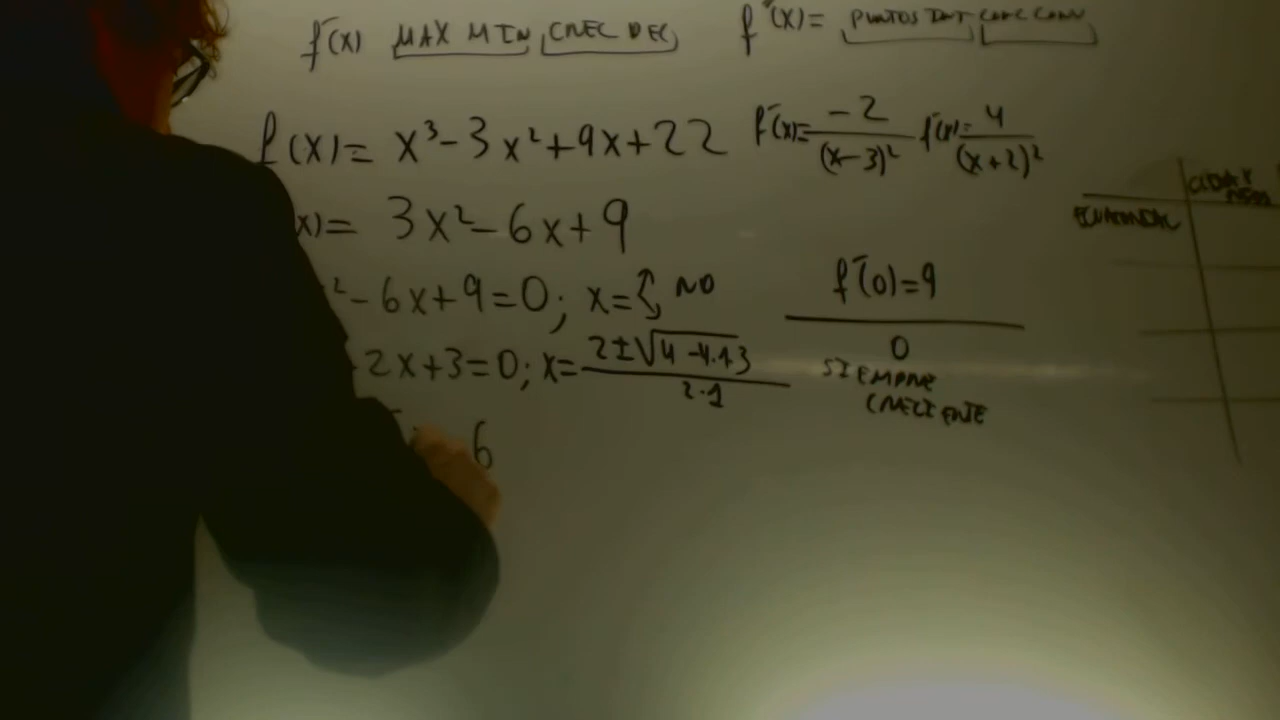 f'(x) MAX MIN CREC DEC f''(x)= PUNTOS INF CONC CONV
f(x)= x³-3x²+9x+22 f'(x)= -2/(x-3)² f'(x)= 4/(x+2)²
x)= 3x²-6x+9
²-6x+9=0; x={ NO f'(0)=9
2x+3=0; x= 2±√4-4·1·3 / 2·1 0
SIEMPRE
CRECIENTE
6